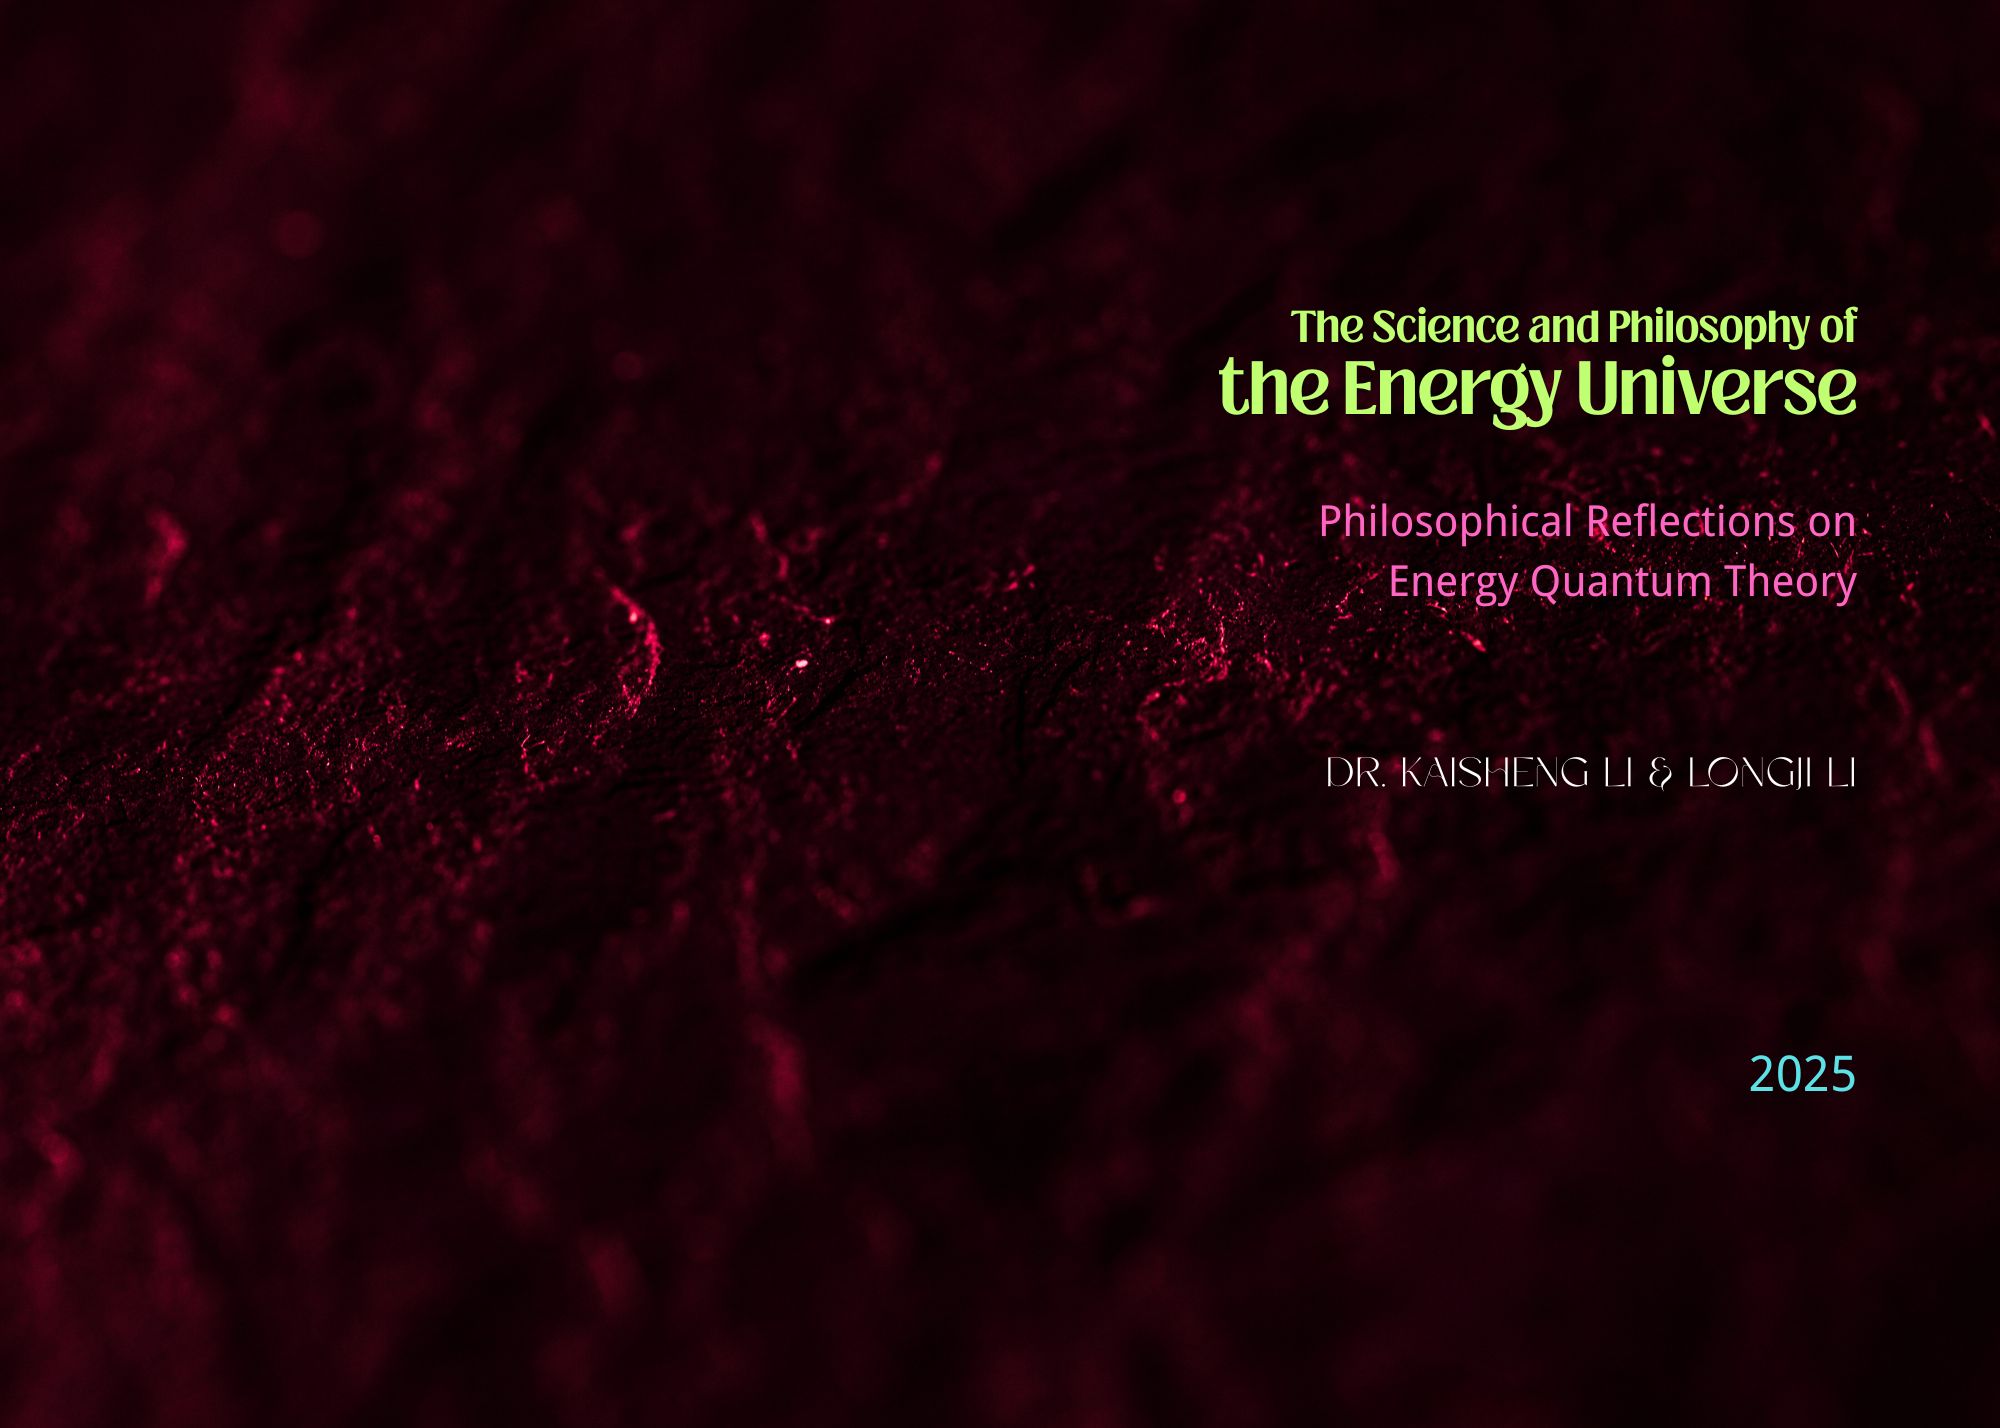 The Science and Philosophy of
the Energy Universe
Philosophical Reflections on
Energy Quantum Theory
DR. KAISHENG LI & LONGJI LI
2025